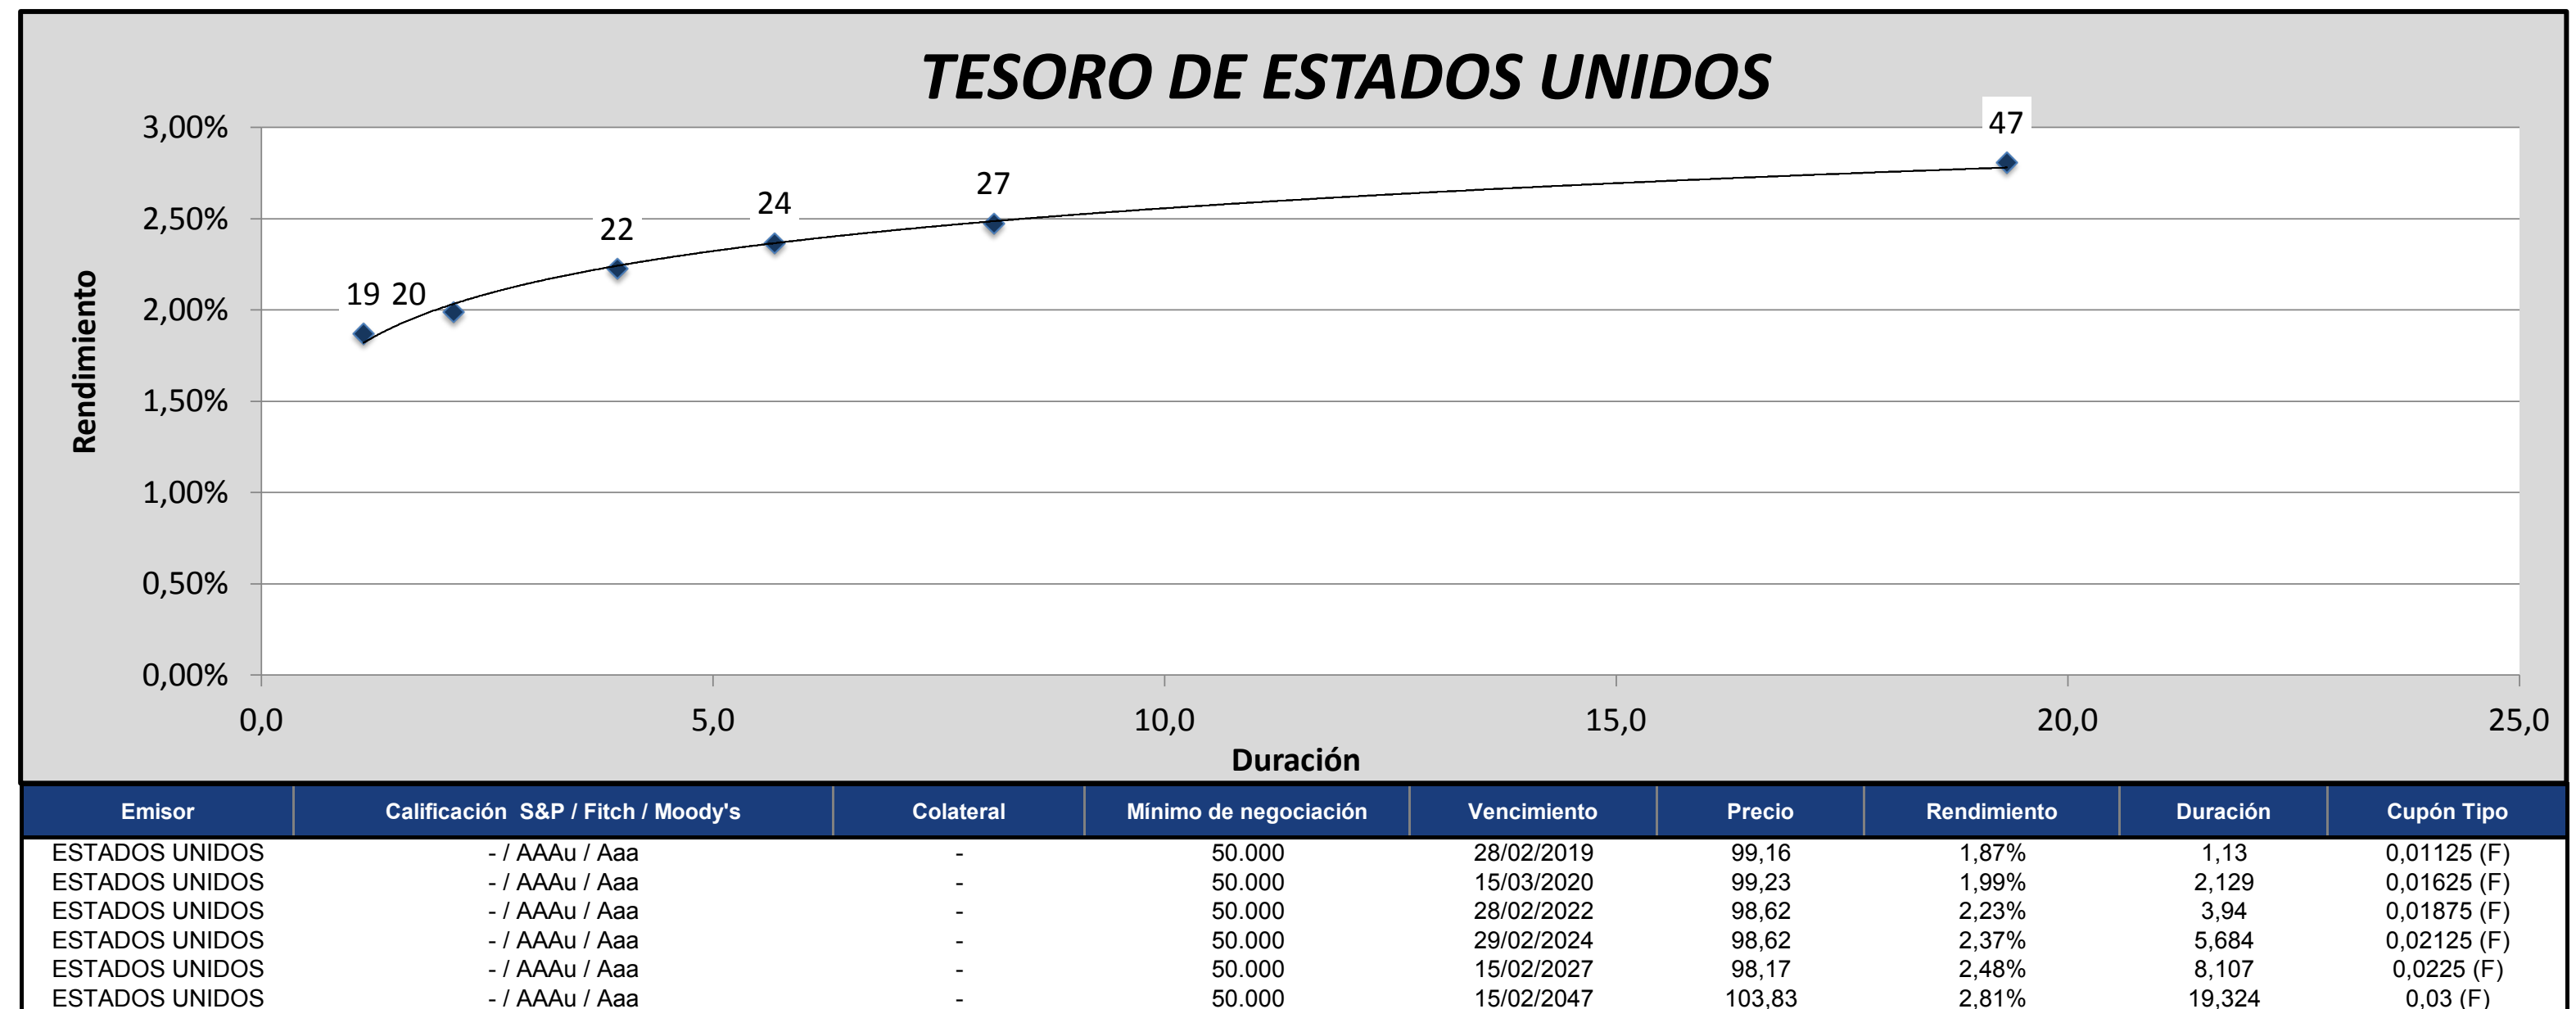 TESORO DE ESTADOS UNIDOS
3,00%
2,50%
2,00%
1,50%
1,00%
0,50%
0,00%
Rendimiento
19 20
22
24
27
47
0,0 5,0 10,0 15,0 20,0 25,0
Duración
Emisor Calificación S&P / Fitch / Moody's Colateral Mínimo de negociación Vencimiento Precio Rendimiento Duración Cupón Tipo
ESTADOS UNIDOS - / AAAu / Aaa - 50.000 28/02/2019 99,16 1,87% 1,13 0,01125 (F)
ESTADOS UNIDOS - / AAAu / Aaa - 50.000 15/03/2020 99,23 1,99% 2,129 0,01625 (F)
ESTADOS UNIDOS - / AAAu / Aaa - 50.000 28/02/2022 98,62 2,23% 3,94 0,01875 (F)
ESTADOS UNIDOS - / AAAu / Aaa - 50.000 29/02/2024 98,62 2,37% 5,684 0,02125 (F)
ESTADOS UNIDOS - / AAAu / Aaa - 50.000 15/02/2027 98,17 2,48% 8,107 0,0225 (F)
ESTADOS UNIDOS - / AAAu / Aaa - 50.000 15/02/2047 103,83 2,81% 19,324 0,03 (F)